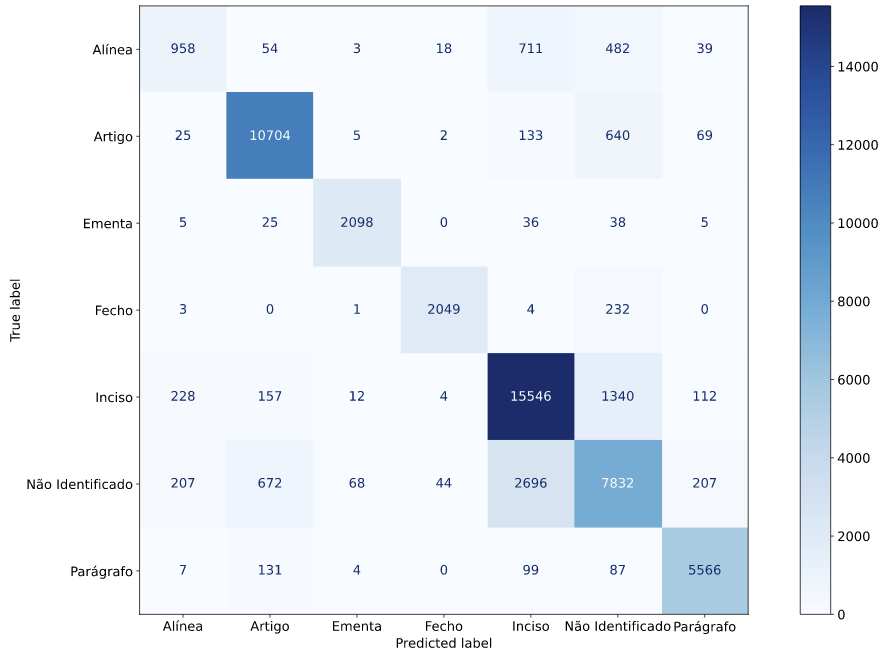 True label
Alínea 958 54 3 18 711 482 39
Artigo 25 10704 5 2 133 640 69
Ementa 5 25 2098 0 36 38 5
Fecho 3 0 1 2049 4 232 0
Inciso 228 157 12 4 15546 1340 112
Não Identificado 207 672 68 44 2696 7832 207
Parágrafo 7 131 4 0 99 87 5566
Alínea Artigo Ementa Fecho Inciso Não Identificado Parágrafo
Predicted label
14000
12000
10000
8000
6000
4000
2000
0